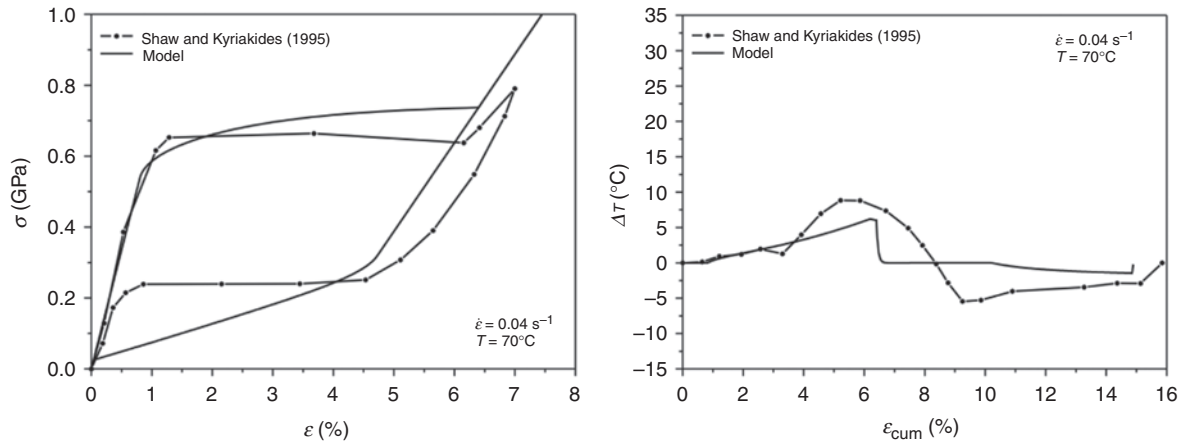 1.0
0.8
0.6
0.4
0.2
0.0
σ (GPa)
Shaw and Kyriakides (1995)
Model
ε̇ = 0.04 s⁻¹
T = 70°C
0 1 2 3 4 5 6 7 8
ε (%)
35
30
25
20
15
10
5
0
−5
−10
−15
ΔT (°C)
Shaw and Kyriakides (1995)
Model
ε̇ = 0.04 s⁻¹
T = 70°C
0 2 4 6 8 10 12 14 16
ε_cum (%)